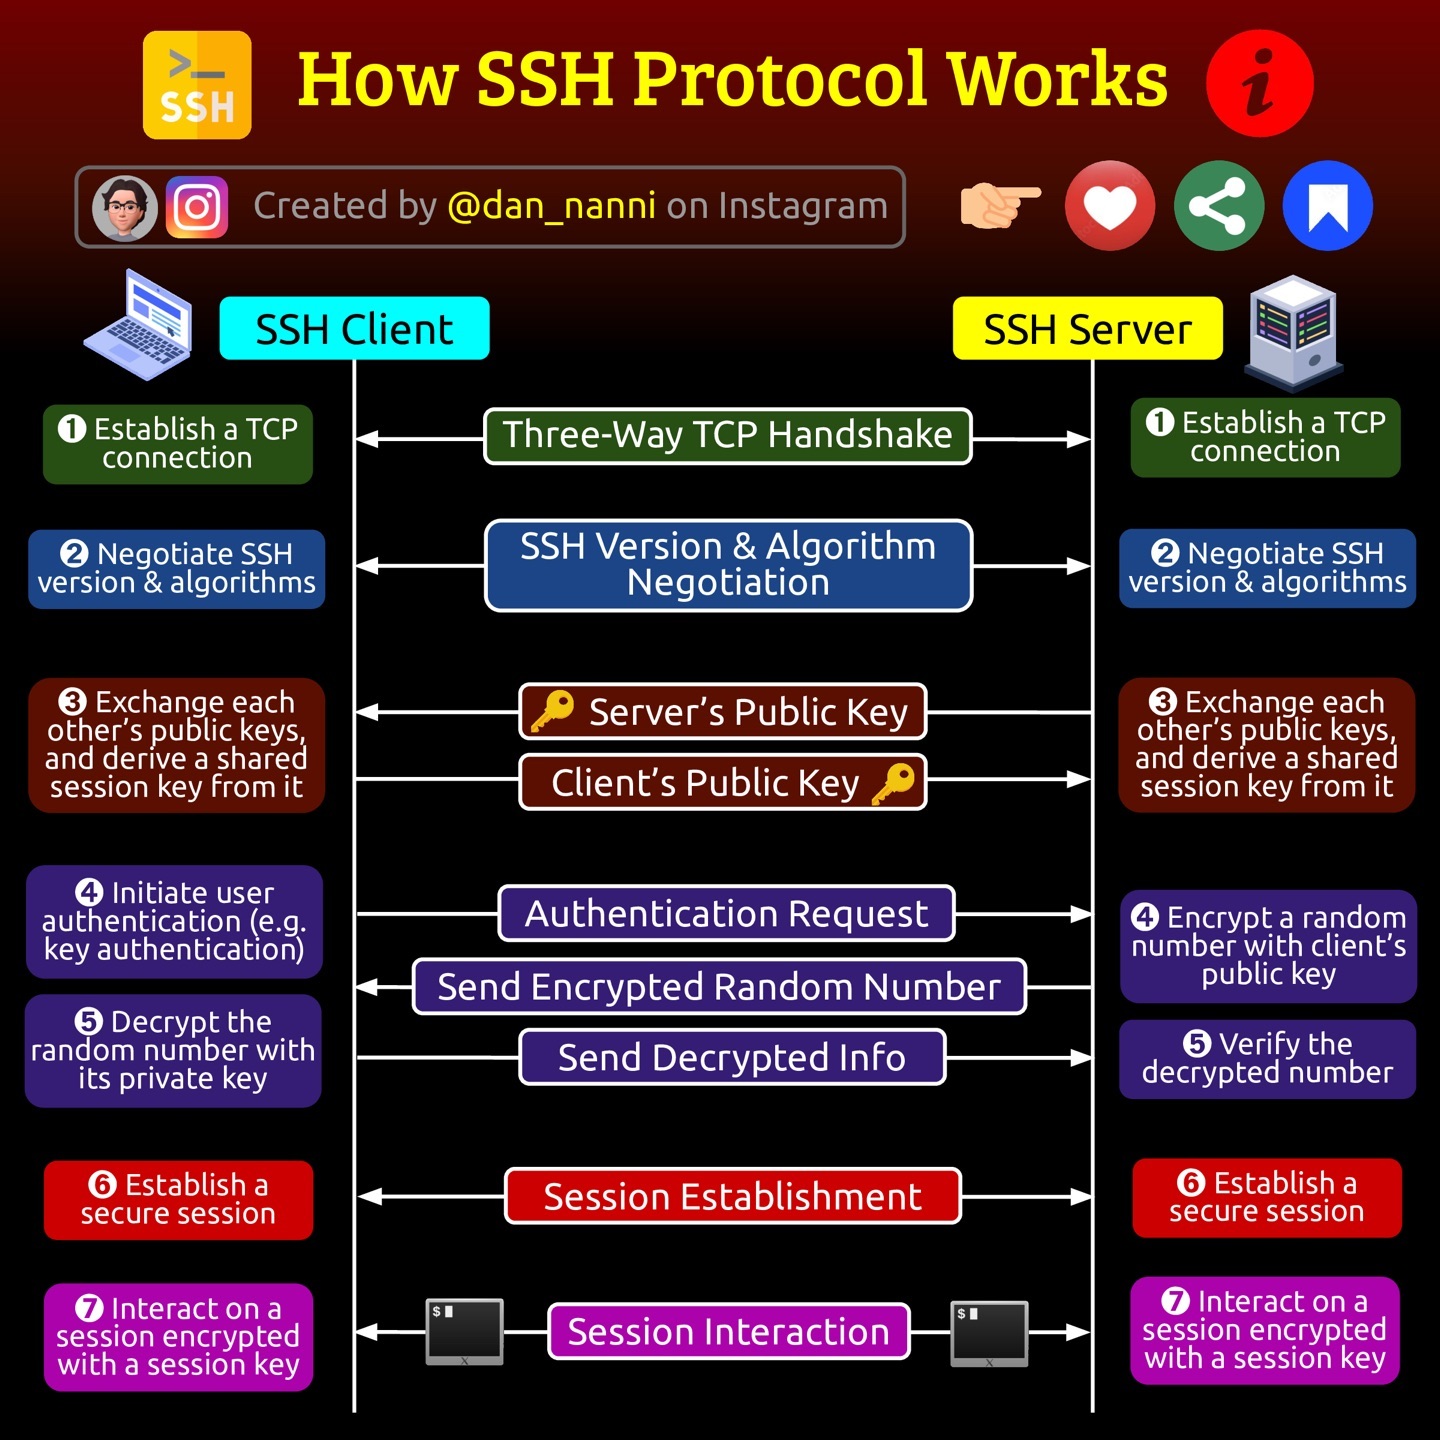 >_
SSH
How SSH Protocol Works
i
Created by @dan_nanni on Instagram
SSH Client
SSH Server
❶ Establish a TCP
connection
Three-Way TCP Handshake
❶ Establish a TCP
connection
❷ Negotiate SSH
version & algorithms
SSH Version & Algorithm
Negotiation
❷ Negotiate SSH
version & algorithms
❸ Exchange each
other's public keys,
and derive a shared
session key from it
Server's Public Key
Client's Public Key
❸ Exchange each
other's public keys,
and derive a shared
session key from it
❹ Initiate user
authentication (e.g.
key authentication)
Authentication Request
❹ Encrypt a random
number with client's
public key
Send Encrypted Random Number
❺ Decrypt the
random number with
its private key
Send Decrypted Info
❺ Verify the
decrypted number
❻ Establish a
secure session
Session Establishment
❻ Establish a
secure session
❼ Interact on a
session encrypted
with a session key
$
X
Session Interaction
$
X
❼ Interact on a
session encrypted
with a session key